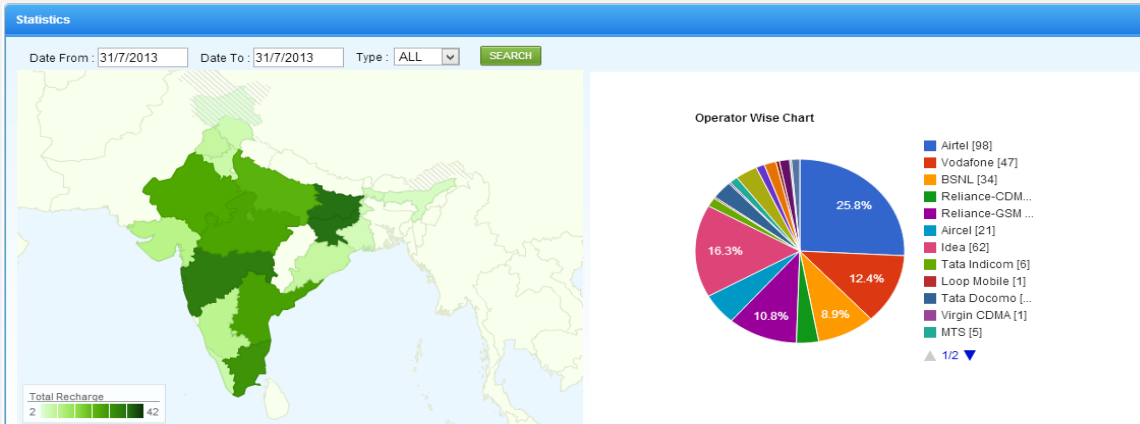 Statistics
Date From : 31/7/2013 Date To : 31/7/2013 Type : ALL SEARCH
Operator Wise Chart
Airtel [98]
Vodafone [47]
BSNL [34]
Reliance-CDM...
Reliance-GSM ...
Aircel [21]
Idea [62]
Tata Indicom [6]
Loop Mobile [1]
Tata Docomo [...
Virgin CDMA [1]
MTS [5]
1/2
25.8%
12.4%
8.9%
10.8%
16.3%
Total Recharge
2 42